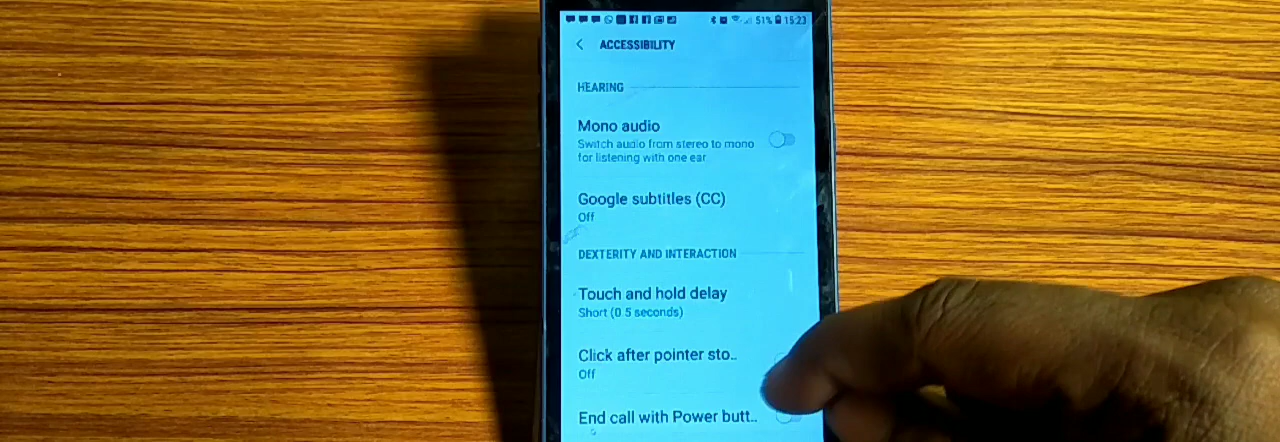 51% 15:23
ACCESSIBILITY
HEARING
Mono audio
Switch audio from stereo to mono
for listening with one ear
Google subtitles (CC)
Off
DEXTERITY AND INTERACTION
Touch and hold delay
Short (0.5 seconds)
Click after pointer sto..
Off
End call with Power butt..